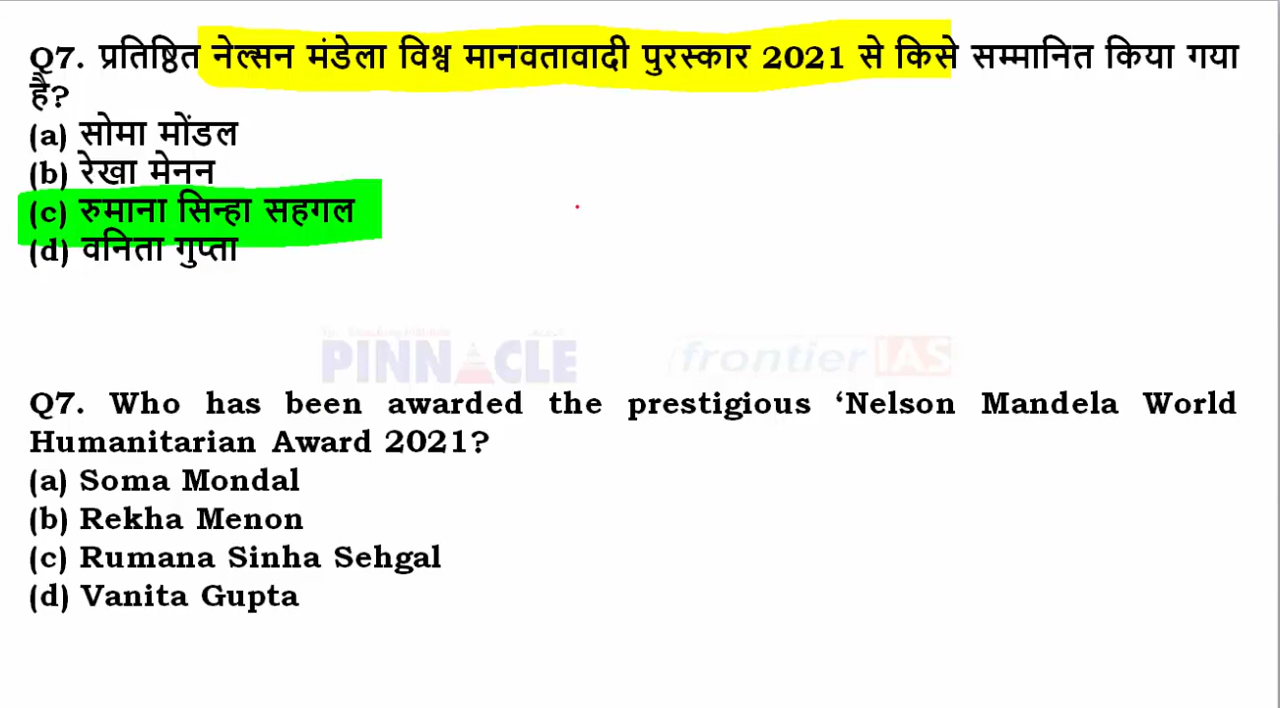 Q7. प्रतिष्ठित नेल्सन मंडेला विश्व मानवतावादी पुरस्कार 2021 से किसे सम्मानित किया गया
है?
(a) सोमा मोंडल
(b) रेखा मेनन
(c) रुमाना सिन्हा सहगल
(d) वनिता गुप्ता
PINNACLE frontier IAS
Q7. Who has been awarded the prestigious ‘Nelson Mandela World
Humanitarian Award 2021?
(a) Soma Mondal
(b) Rekha Menon
(c) Rumana Sinha Sehgal
(d) Vanita Gupta